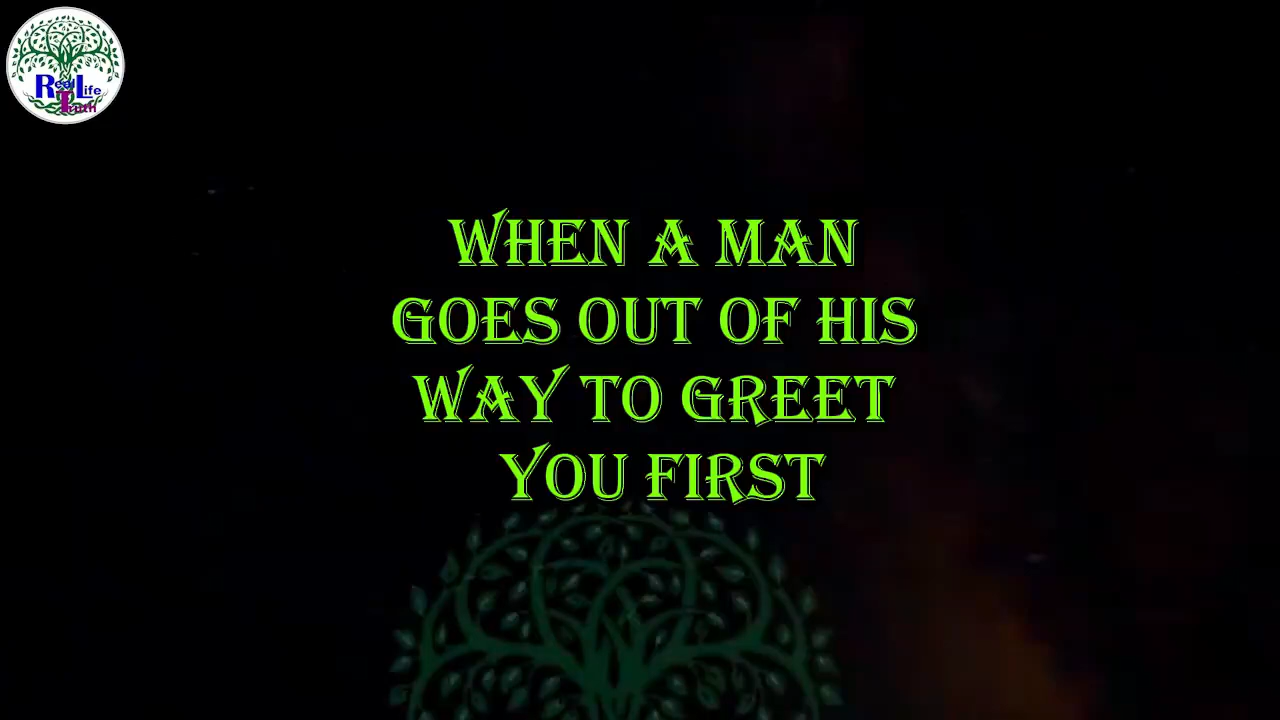 Real Life
Truth
WHEN A MAN
GOES OUT OF HIS
WAY TO GREET
YOU FIRST